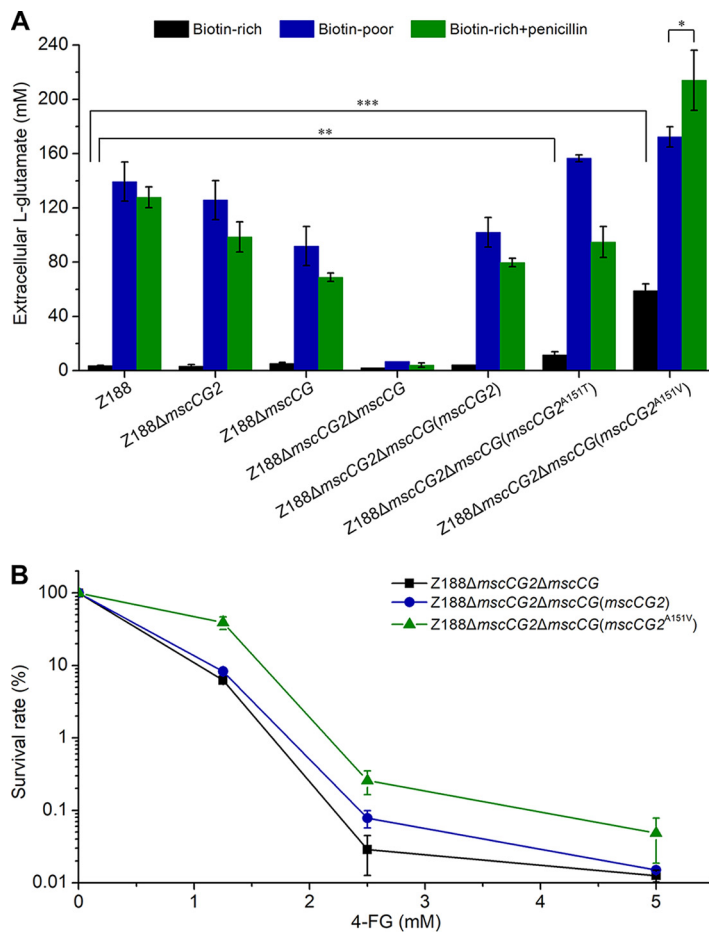 A
Biotin-rich Biotin-poor Biotin-rich+penicillin
*
***
**
Extracellular L-glutamate (mM)
240
200
160
120
80
40
0
Z188
Z188ΔmscCG2
Z188ΔmscCG
Z188ΔmscCG2ΔmscCG
Z188ΔmscCG2ΔmscCG(mscCG2)
Z188ΔmscCG2ΔmscCG(mscCG2A151T)
Z188ΔmscCG2ΔmscCG(mscCG2A151V)
B
Z188ΔmscCG2ΔmscCG
Z188ΔmscCG2ΔmscCG(mscCG2)
Z188ΔmscCG2ΔmscCG(mscCG2A151V)
Survival rate (%)
100
10
1
0.1
0.01
0 1 2 3 4 5
4-FG (mM)